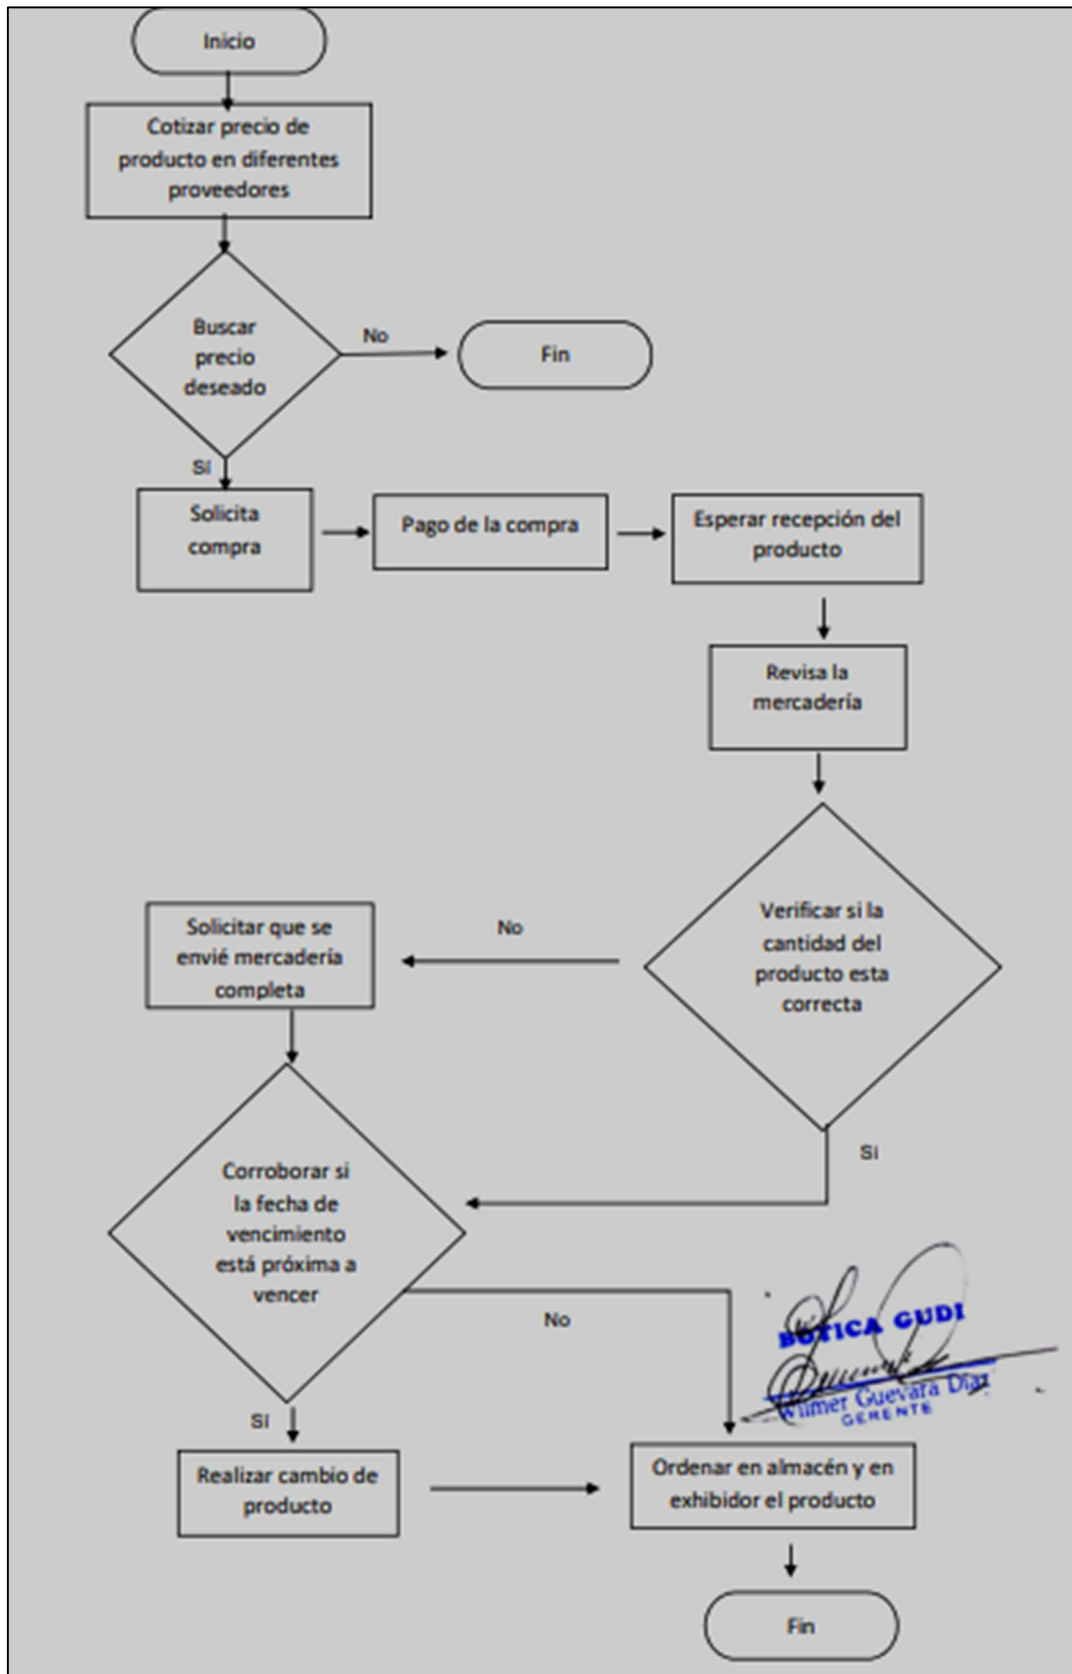 Inicio
Cotizar precio de
producto en diferentes
proveedores
Buscar
precio
deseado
No
Fin
Sí
Solicita
compra
Pago de la compra
Esperar recepción del
producto
Revisa la
mercadería
Verificar si la
cantidad del
producto esta
correcta
No
Solicitar que se
envié mercadería
completa
Si
Corroborar si
la fecha de
vencimiento
está próxima a
vencer
No
BOTICA GUDI
Wilmer Guevara Díaz
GERENTE
Sí
Realizar cambio de
producto
Ordenar en almacén y en
exhibidor el producto
Fin